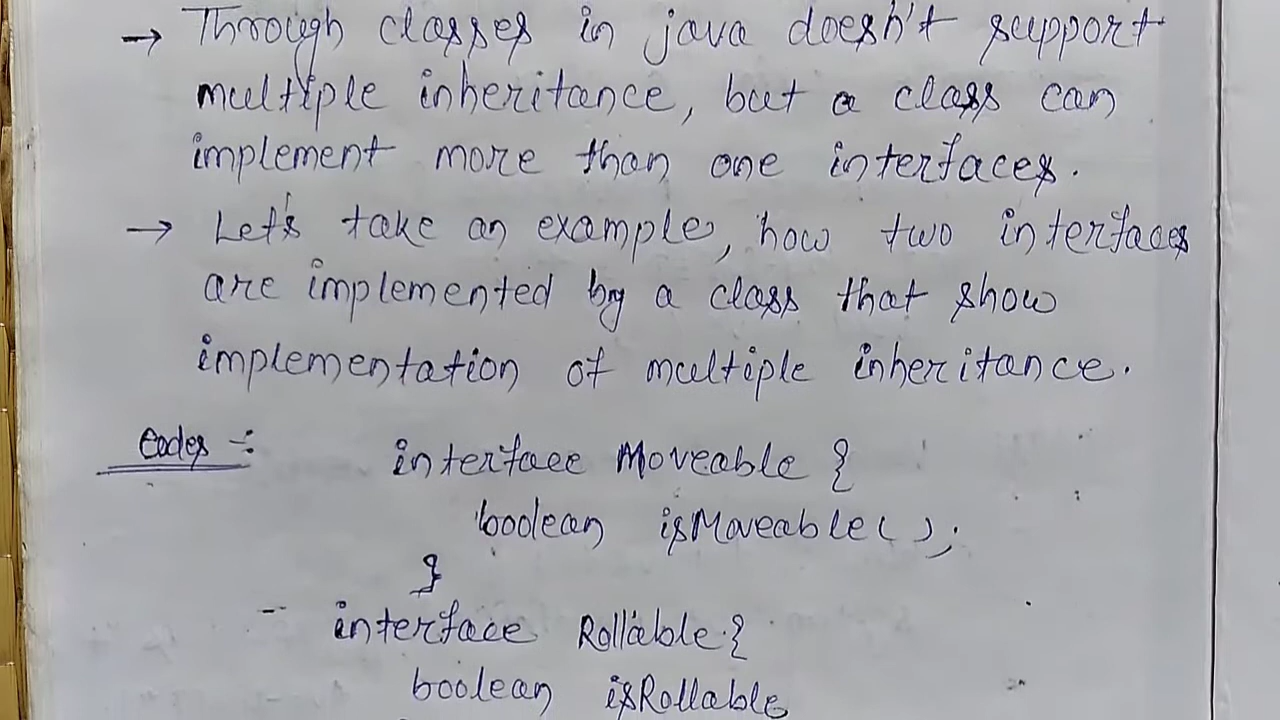 → Through classes in java doesn't support
multiple inheritance, but a class can
implement more than one interfaces.
→ Let's take an example, how two interfaces
are implemented by a class that show
implementation of multiple inheritance.
Codes :-
interface Moveable {
boolean isMoveable();
}
interface Rollable {
boolean isRollable